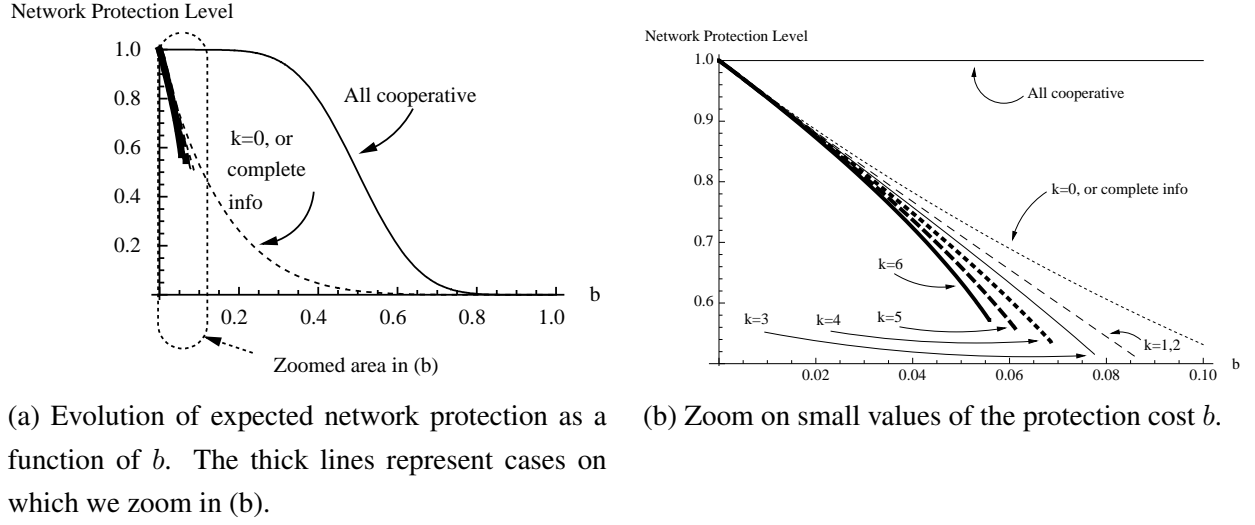 Network Protection Level
1.0
0.8
0.6
0.4
0.2
0.2 0.4 0.6 0.8 1.0
b
All cooperative
k=0, or
complete
info
Zoomed area in (b)
(a) Evolution of expected network protection as a
function of b. The thick lines represent cases on
which we zoom in (b).
Network Protection Level
1.0
0.9
0.8
0.7
0.6
0.02 0.04 0.06 0.08 0.10
b
All cooperative
k=0, or complete info
k=6
k=3 k=4 k=5
k=1,2
(b) Zoom on small values of the protection cost b.